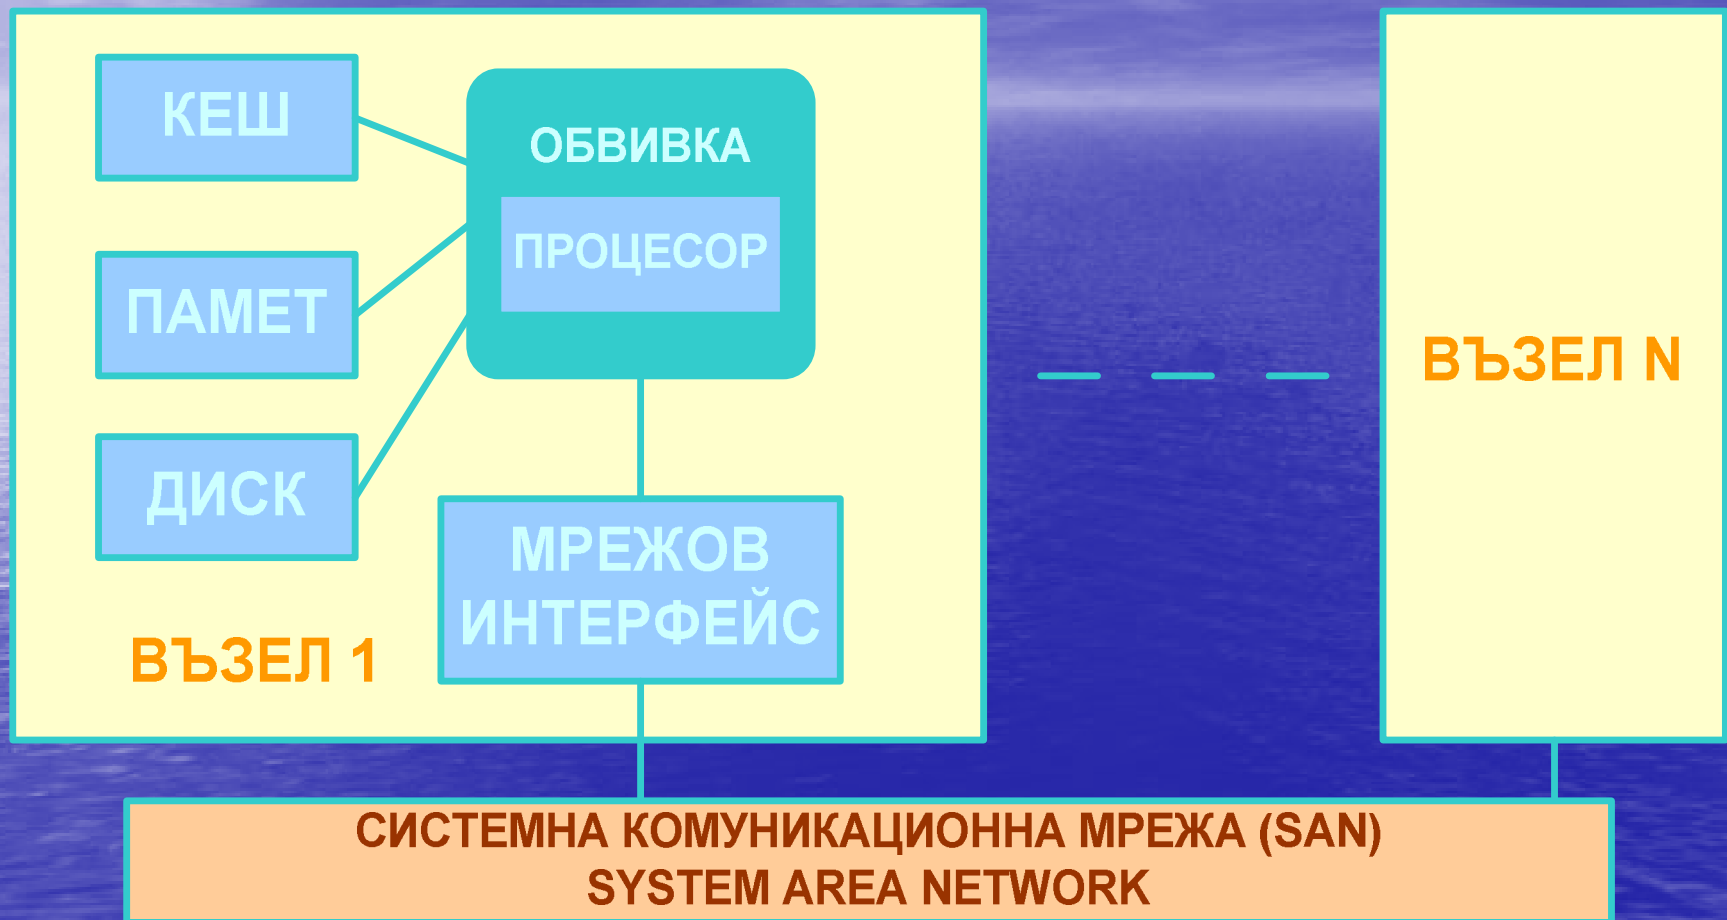 КЕШ
ОБВИВКА
ПРОЦЕСОР
ПАМЕТ
ДИСК
МРЕЖОВ
ИНТЕРФЕЙС
ВЪЗЕЛ 1
ВЪЗЕЛ N
СИСТЕМНА КОМУНИКАЦИОННА МРЕЖА (SAN)
SYSTEM AREA NETWORK